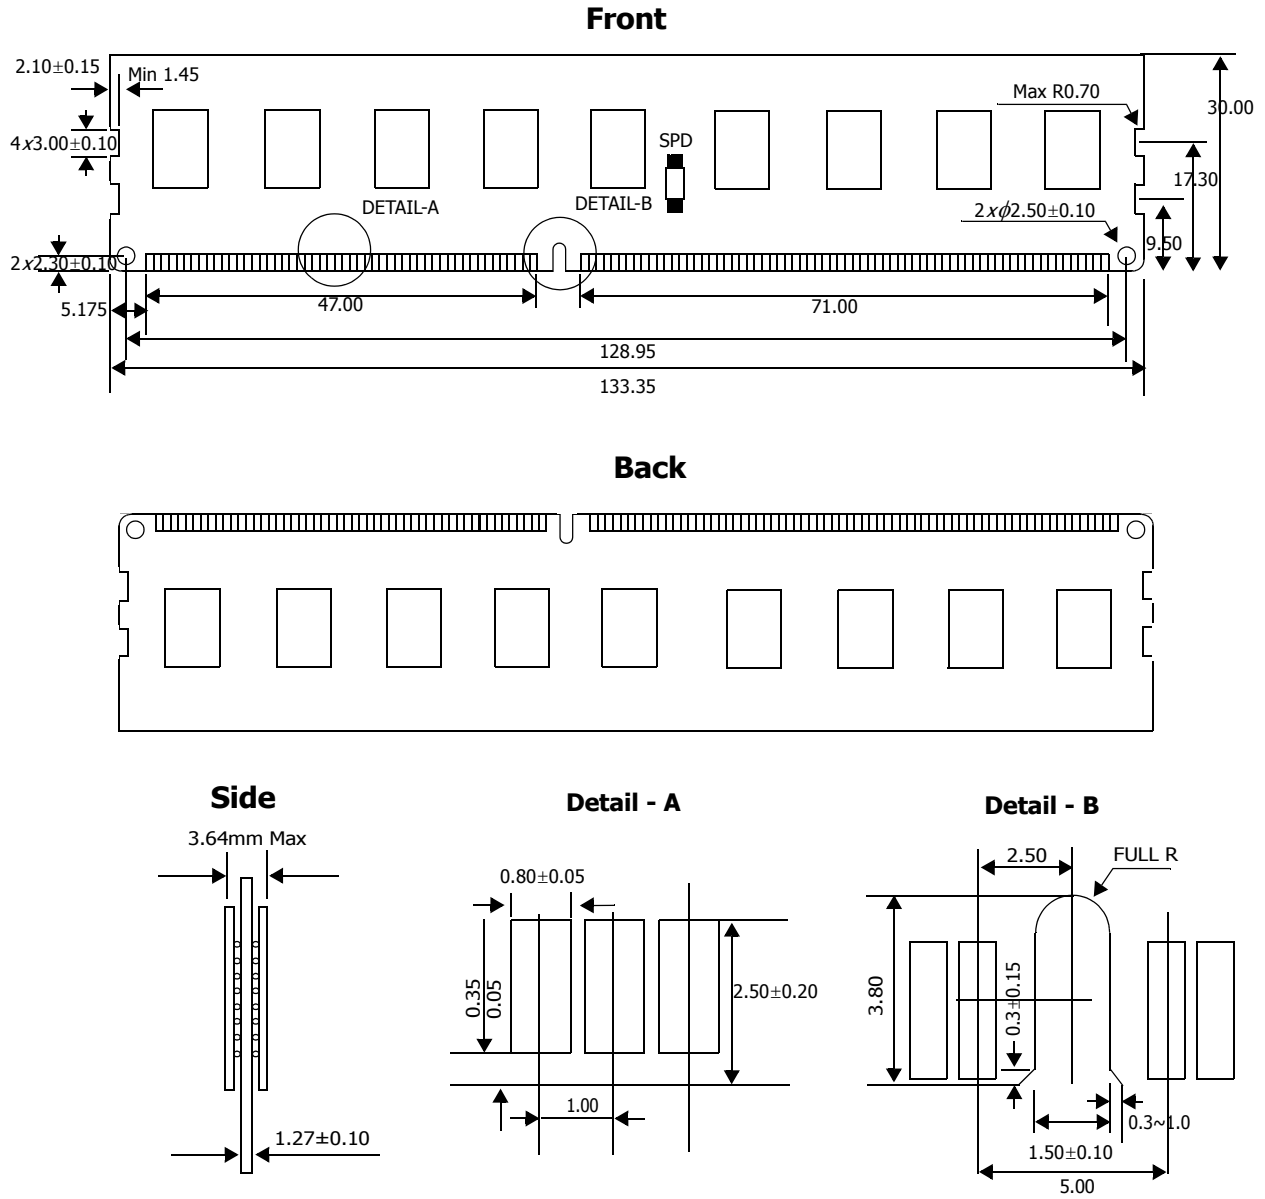 Front
2.10±0.15
Min 1.45
Max R0.70
30.00
4x3.00±0.10
SPD
17.30
DETAIL-A
DETAIL-B
2xϕ2.50±0.10
9.50
2x2.30±0.10
5.175
47.00
71.00
128.95
133.35
Back
Side
Detail - A
Detail - B
3.64mm Max
2.50
FULL R
0.80±0.05
0.35
0.05
2.50±0.20
3.80
0.3±0.15
1.00
0.3~1.0
1.27±0.10
1.50±0.10
5.00